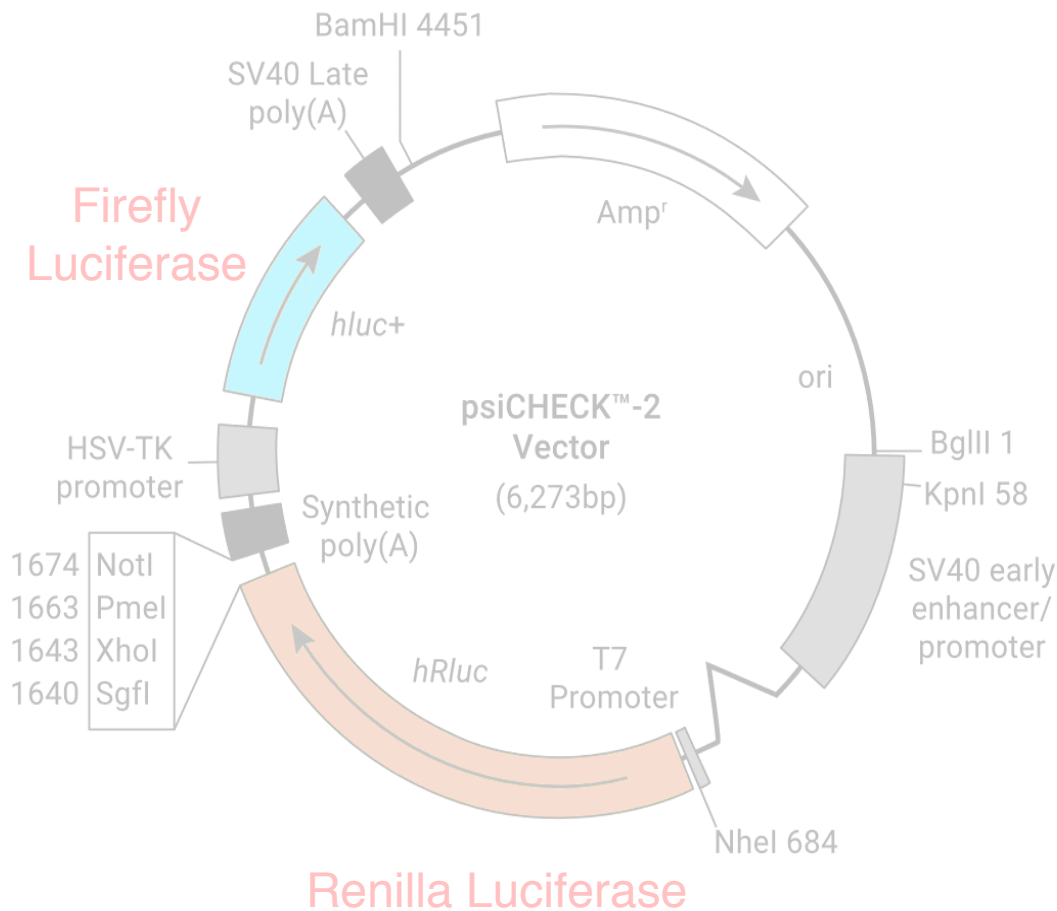 BamHI 4451
SV40 Late
poly(A)
Firefly
Luciferase
Ampʳ
hluc+
ori
psiCHECK™-2
Vector
(6,273bp)
HSV-TK
promoter
BglII 1
KpnI 58
Synthetic
poly(A)
1674 NotI
1663 PmeI
1643 XhoI
1640 SgfI
SV40 early
enhancer/
promoter
hRluc
T7
Promoter
NheI 684
Renilla Luciferase